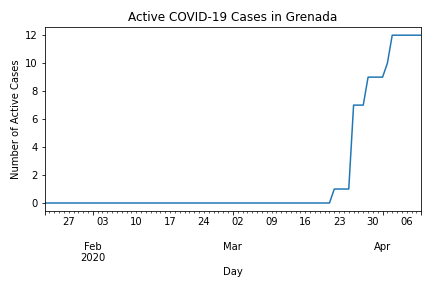 Active COVID-19 Cases in Grenada
Number of Active Cases
12
10
8
6
4
2
0
27 03 10 17 24 02 09 16 23 30 06
Feb Mar Apr
2020
Day